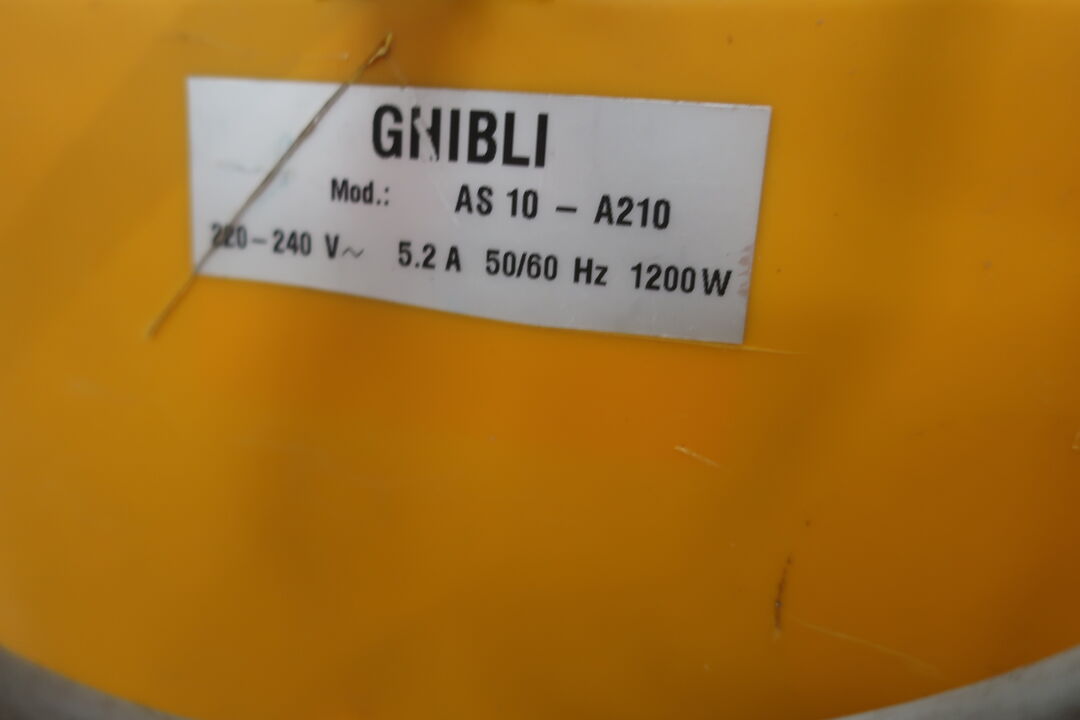 GHIBLI
Mod.: AS 10 – A210
220–240 V~ 5.2 A 50/60 Hz 1200W